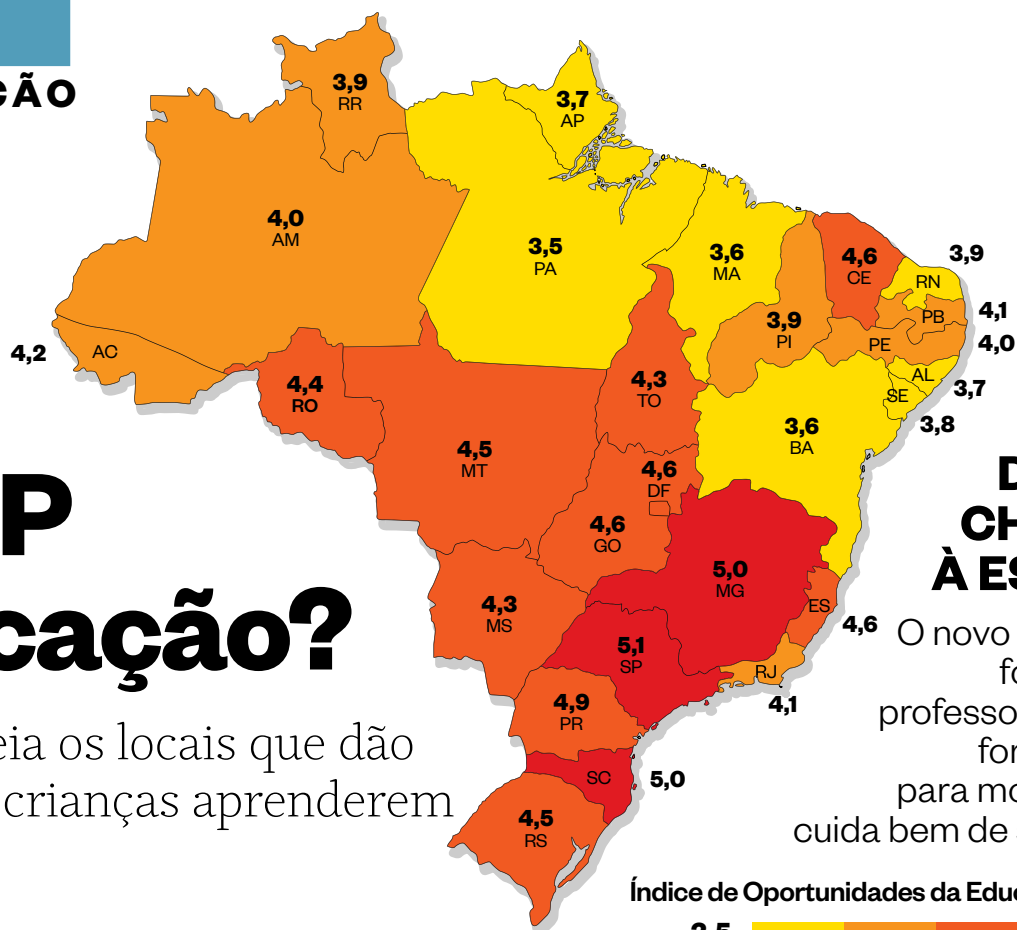 ÇÃO
3,9
RR
3,7
AP
4,0
AM
3,5
PA
3,6
MA
4,6
CE
3,9
RN
4,1
PB
3,9
PI
4,0
PE
4,2
AC
AL
3,7
SE
3,8
4,4
RO
4,3
TO
3,6
BA
4,5
MT
4,6
DF
4,6
GO
5,0
MG
ES
4,6
4,3
MS
5,1
SP
RJ
4,1
4,9
PR
SC
5,0
4,5
RS
P
cação?
eia os locais que dão
crianças aprenderem
D
CH
À ES
O novo
fo
professo
for
para mo
cuida bem de
Índice de Oportunidades da Educ
3,5